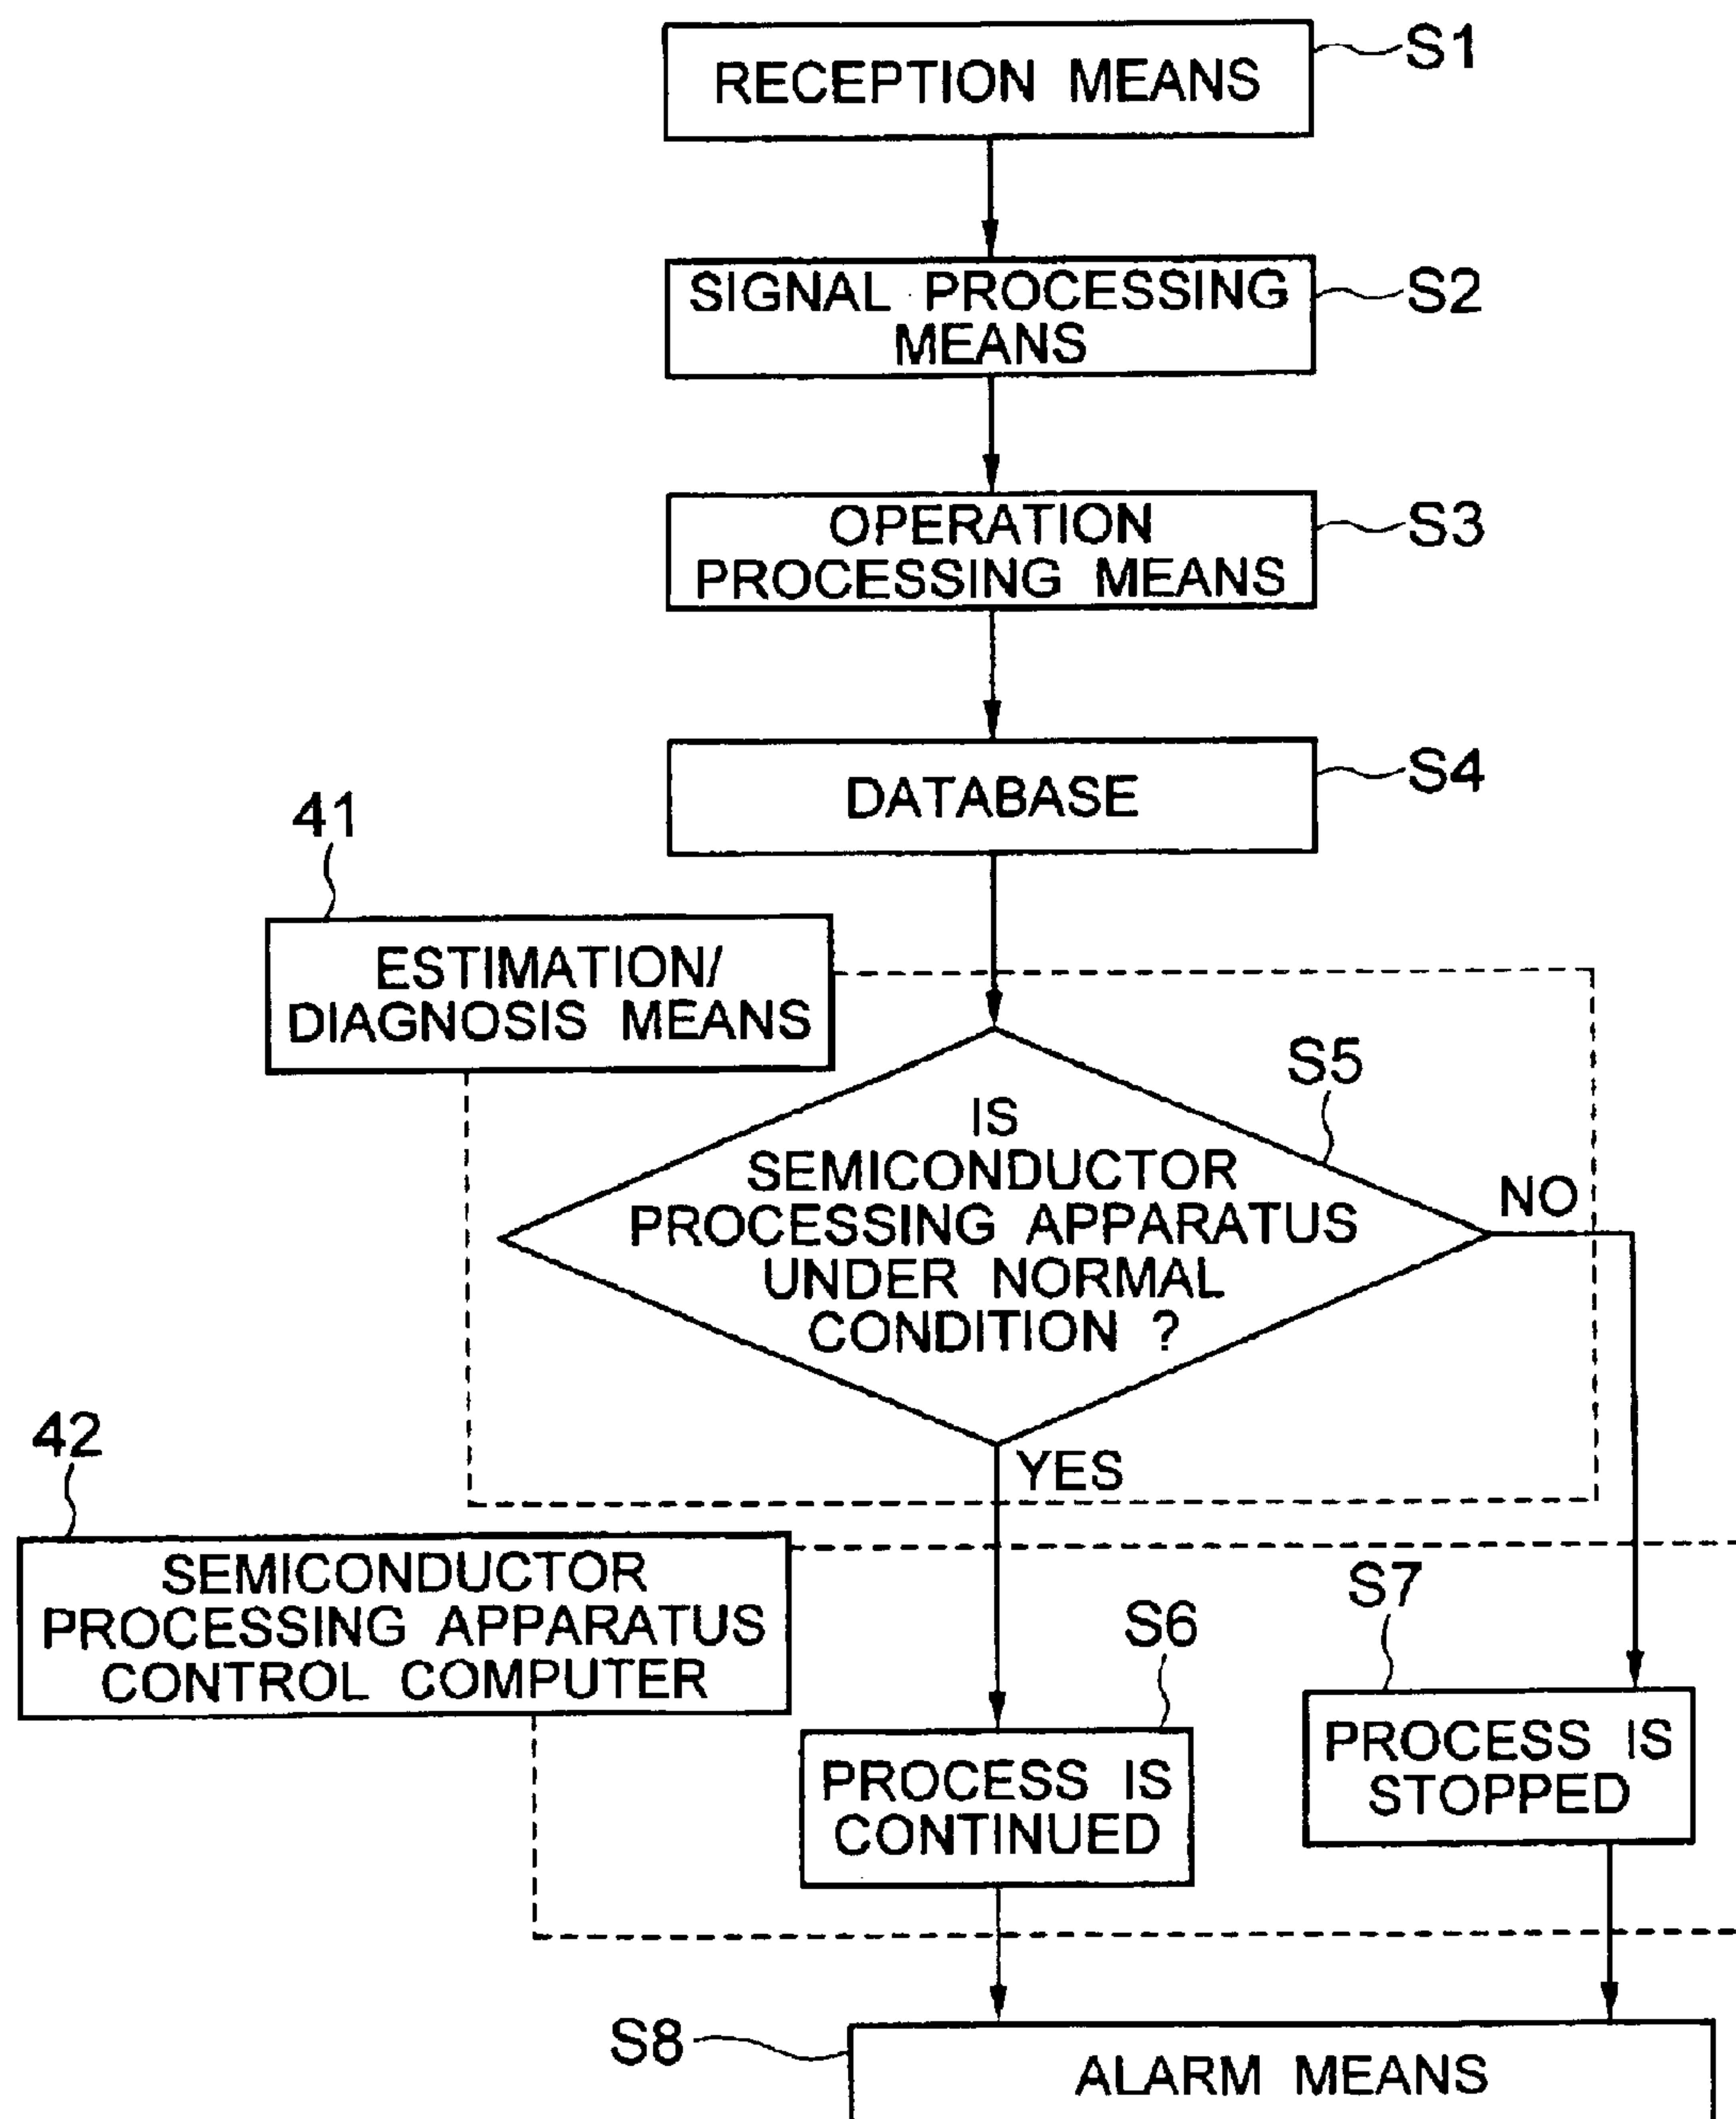 RECEPTION MEANS
S1
SIGNAL PROCESSING
MEANS
S2
OPERATION
PROCESSING MEANS
S3
DATABASE
S4
41
ESTIMATION/
DIAGNOSIS MEANS
S5
IS
SEMICONDUCTOR
PROCESSING APPARATUS
UNDER NORMAL
CONDITION ?
NO
YES
42
SEMICONDUCTOR
PROCESSING APPARATUS
CONTROL COMPUTER
S6
PROCESS IS
CONTINUED
S7
PROCESS IS
STOPPED
S8
ALARM MEANS